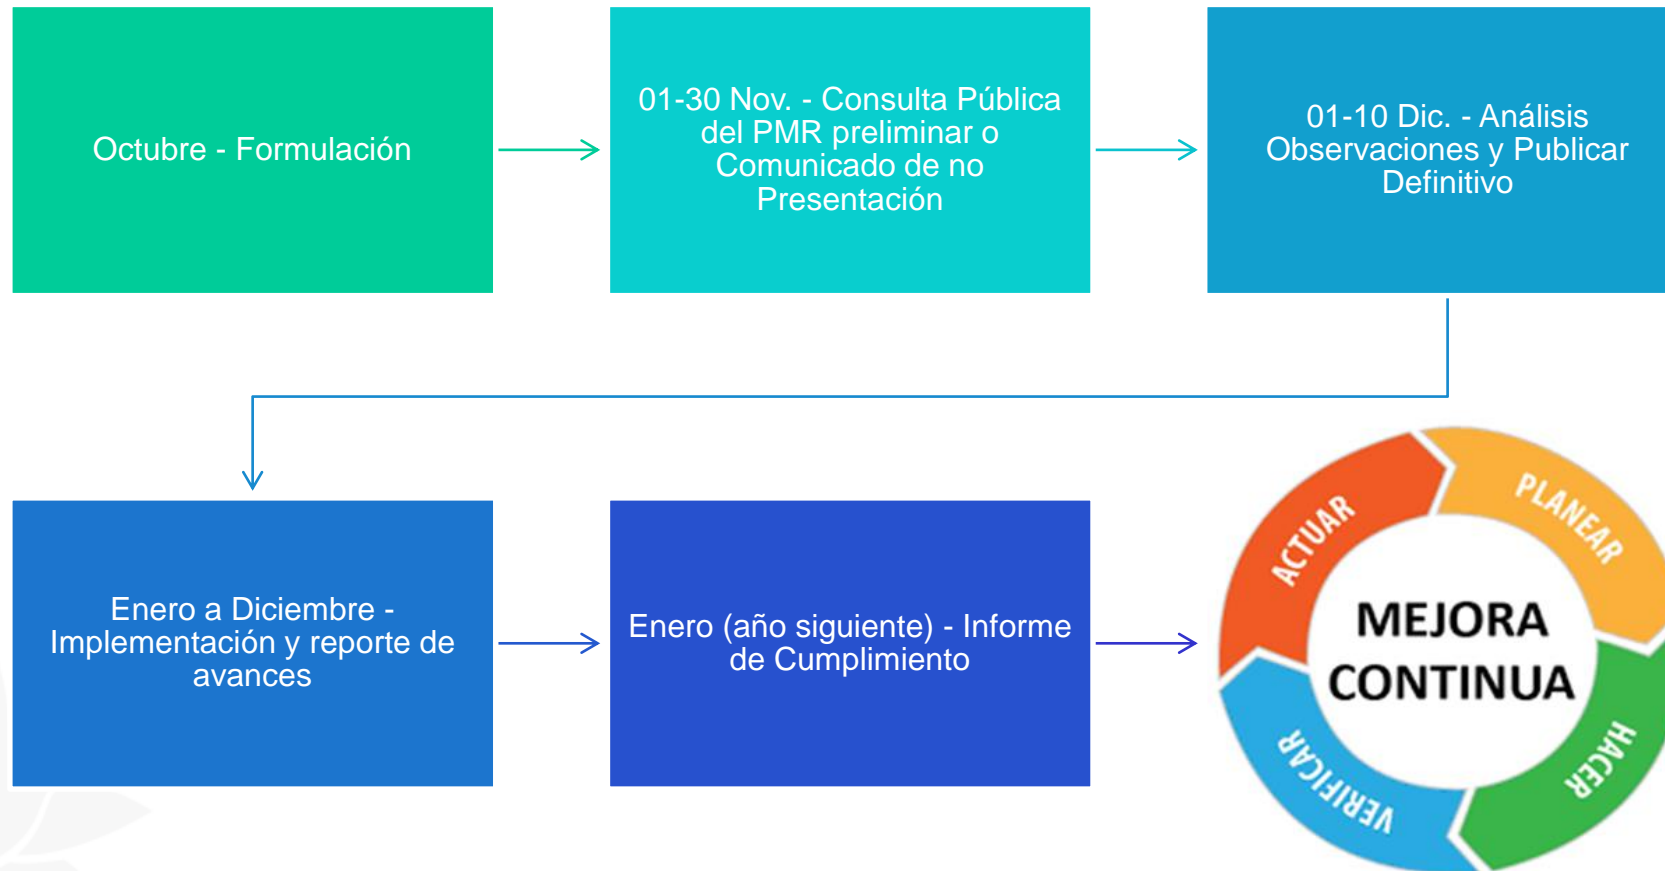 Octubre - Formulación
01-30 Nov. - Consulta Pública
del PMR preliminar o
Comunicado de no
Presentación
01-10 Dic. - Análisis
Observaciones y Publicar
Definitivo
Enero a Diciembre -
Implementación y reporte de
avances
Enero (año siguiente) - Informe
de Cumplimiento
PLANEAR
HACER
VERIFICAR
ACTUAR
MEJORA
CONTINUA